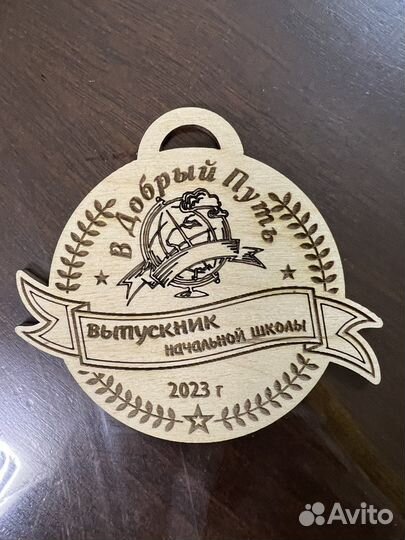 В Добрый Путь
выпускник
начальной школы
2023 г
Avito